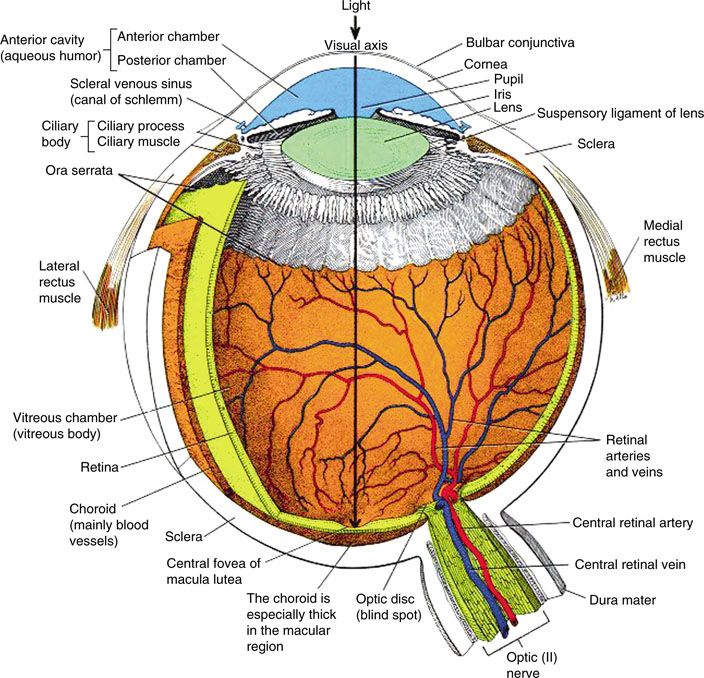 Light
Visual axis
Anterior cavity
(aqueous humor)
Anterior chamber
Posterior chamber
Scleral venous sinus
(canal of schlemm)
Ciliary
body
Ciliary process
Ciliary muscle
Ora serrata
Lateral
rectus
muscle
Vitreous chamber
(vitreous body)
Retina
Choroid
(mainly blood
vessels)
Sclera
Central fovea of
macula lutea
The choroid is
especially thick
in the macular
region
Optic disc
(blind spot)
Bulbar conjunctiva
Cornea
Pupil
Iris
Lens
Suspensory ligament of lens
Sclera
Medial
rectus
muscle
Retinal
arteries
and veins
Central retinal artery
Central retinal vein
Dura mater
Optic (II)
nerve